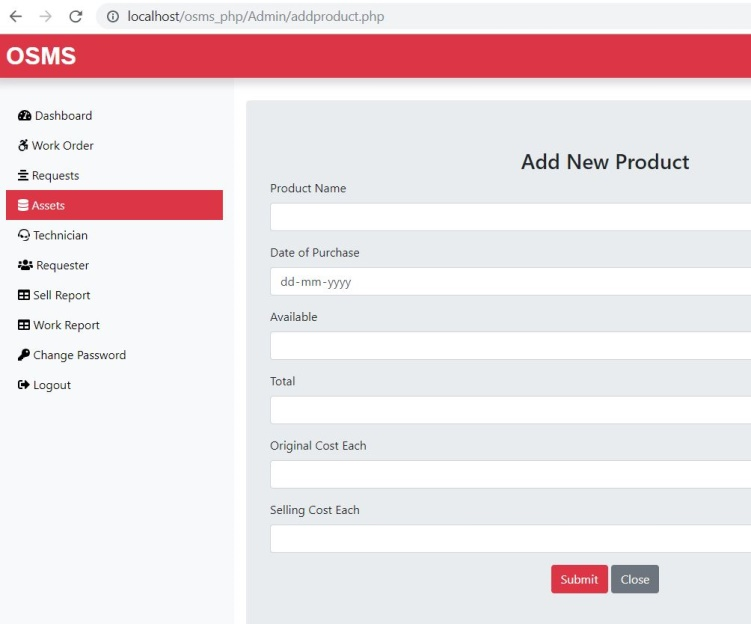 localhost/osms_php/Admin/addproduct.php
OSMS
Dashboard
Work Order
Requests
Assets
Technician
Requester
Sell Report
Work Report
Change Password
Logout
Add New Product
Product Name
Date of Purchase
dd-mm-yyyy
Available
Total
Original Cost Each
Selling Cost Each
Submit Close